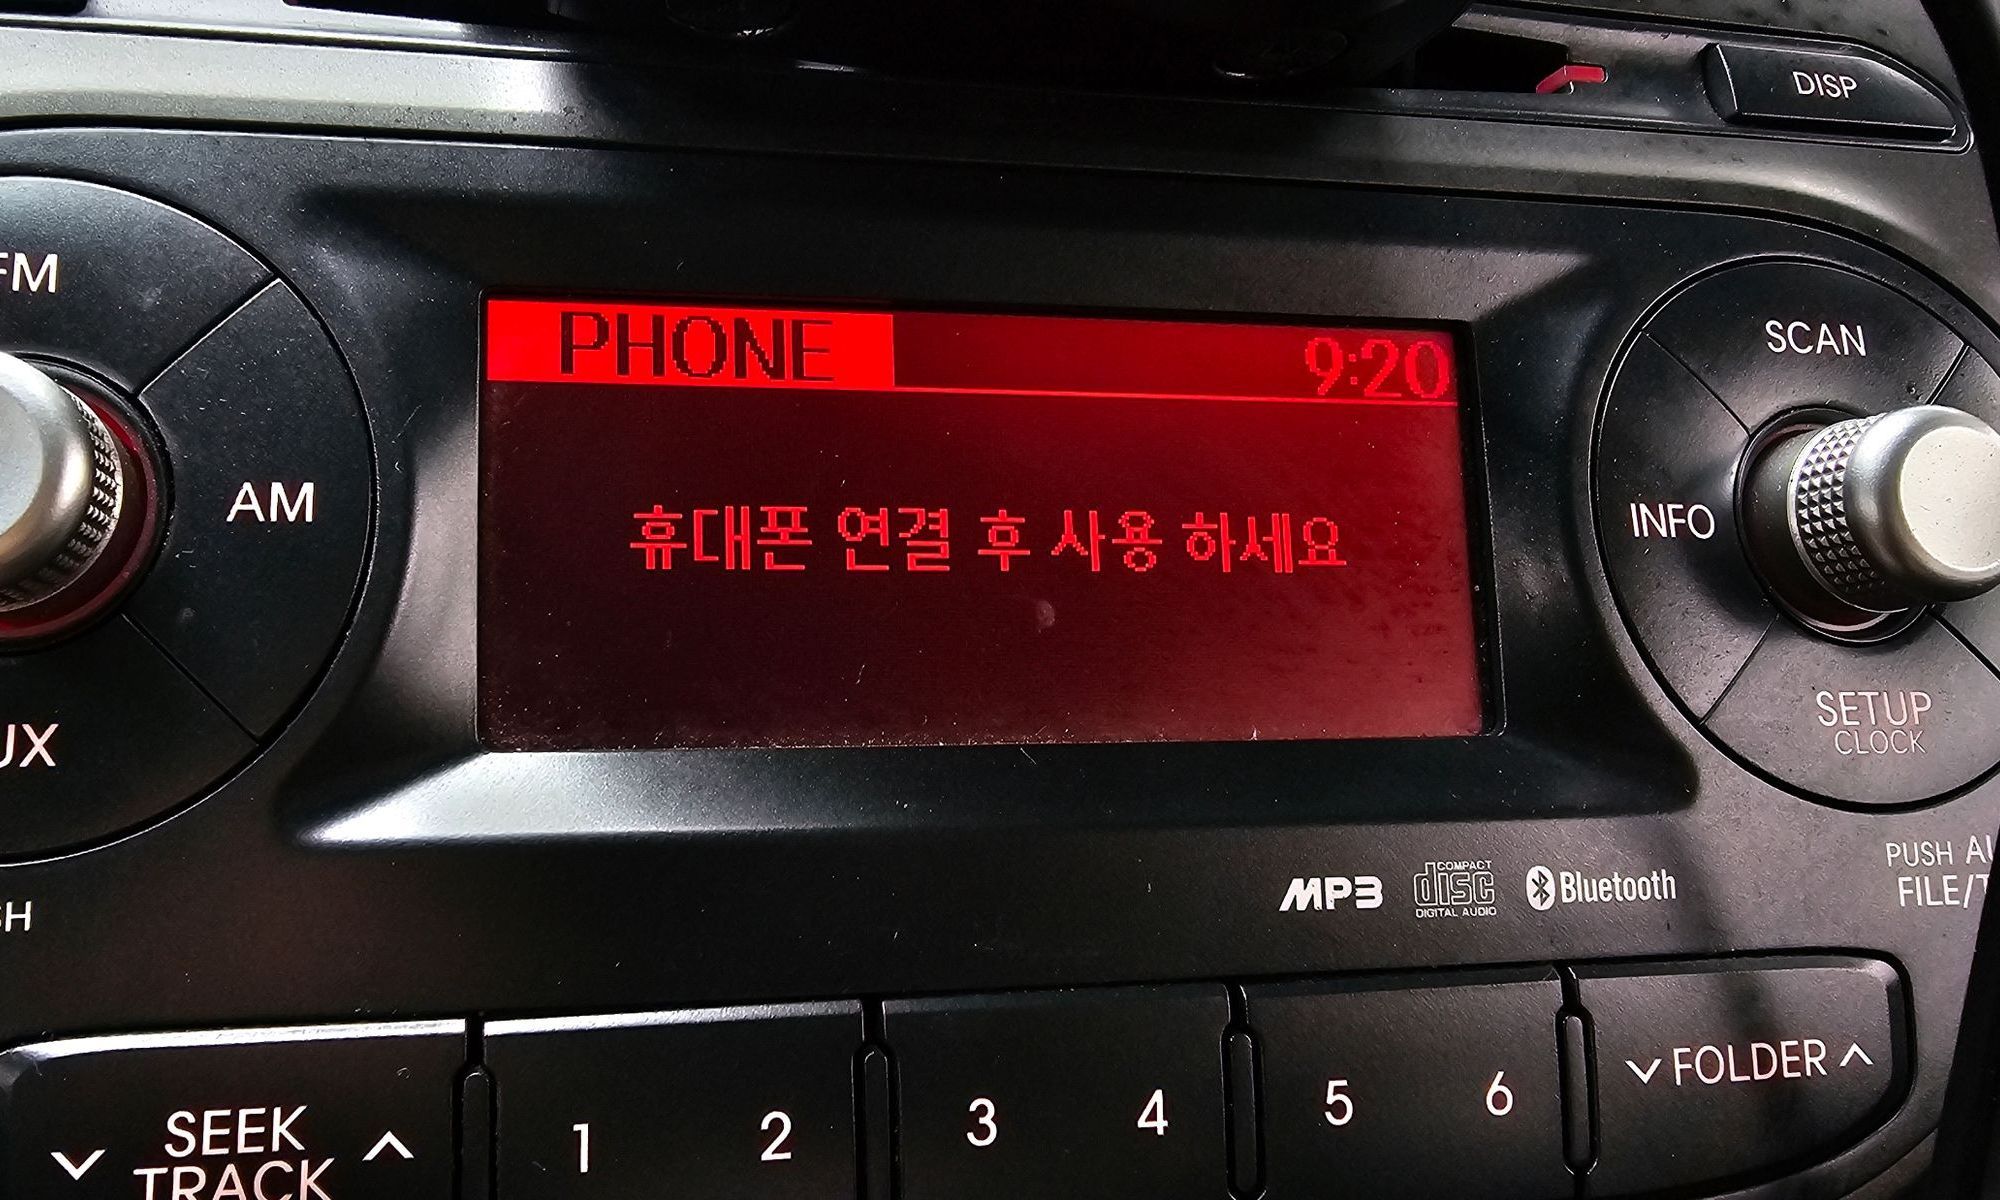 DISP
FM
AM
PHONE 9:20
휴대폰 연결 후 사용 하세요
SCAN
INFO
SETUP
CLOCK
MP3 COMPACT disc DIGITAL AUDIO Bluetooth
PUSH
FILE/
SEEK
TRACK
1 2 3 4 5 6
FOLDER